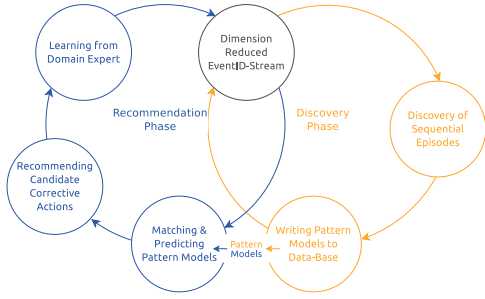 Learning from
Domain Expert
Dimension
Reduced
EventID-Stream
Recommendation
Phase
Discovery
Phase
Discovery of
Sequential
Episodes
Recommending
Candidate
Corrective
Actions
Matching &
Predicting
Pattern Models
Pattern
Models
Writing Pattern
Models to
Data-Base